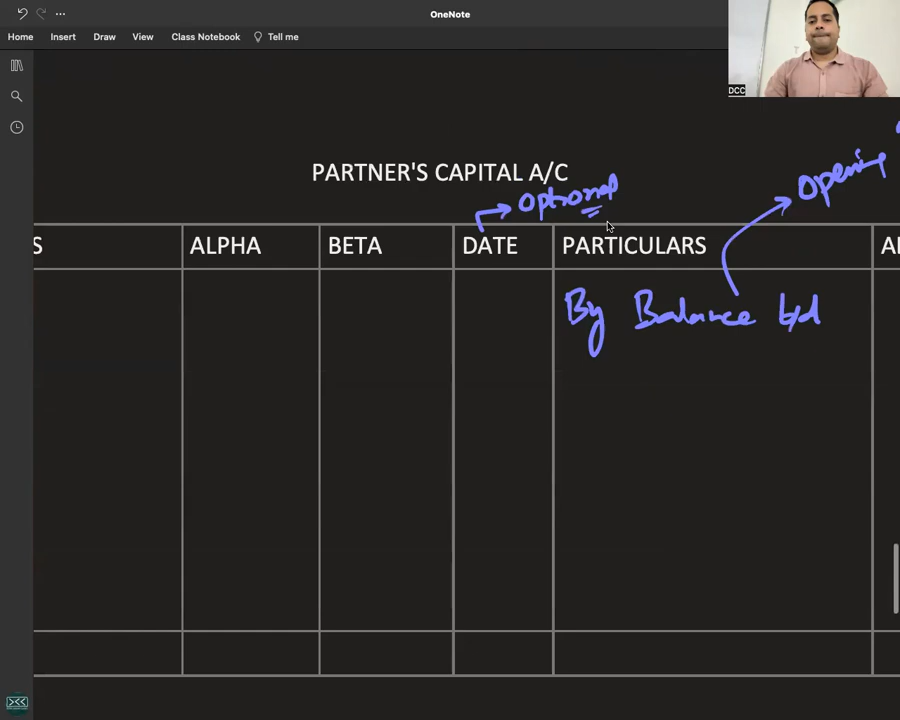 OneNote
Home Insert Draw View Class Notebook Tell me
DCC
PARTNER'S CAPITAL A/C
Optional
Opening
S ALPHA BETA DATE PARTICULARS Al
By Balance b/d